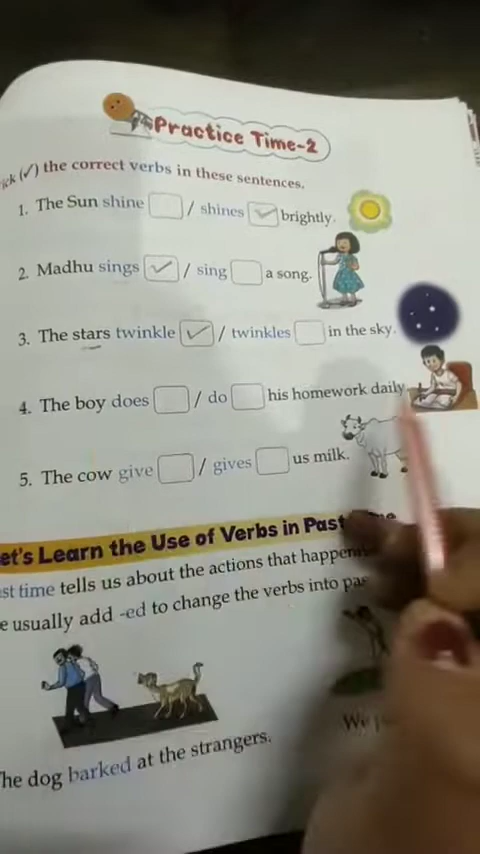 Practice Time-2
(✓) the correct verbs in these sentences.
1. The Sun shine / shines ✓ brightly.
2. Madhu sings ✓ / sing a song.
3. The stars twinkle ✓ / twinkles in the sky.
4. The boy does / do his homework daily
5. The cow give / gives us milk.
et's Learn the Use of Verbs in Past
st time tells us about the actions that happen
e usually add -ed to change the verbs into pas
We
he dog barked at the strangers.